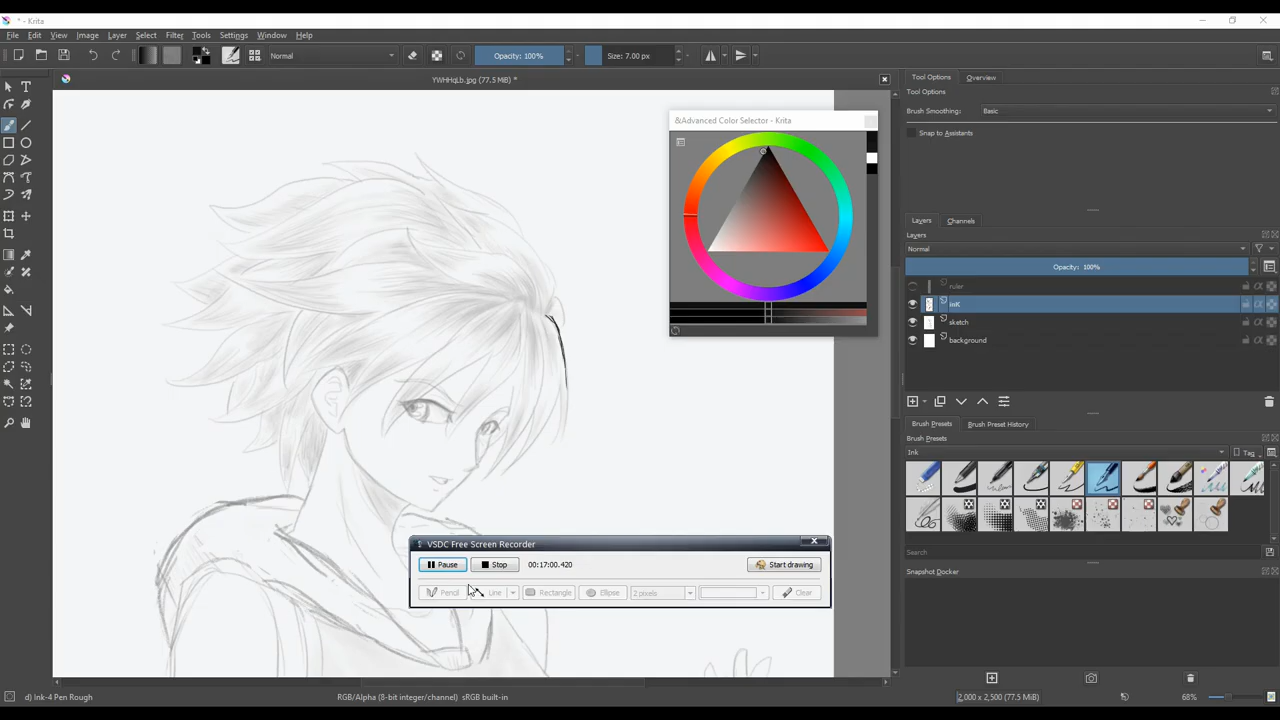 * - Krita
File Edit View Image Layer Select Filter Tools Settings Window Help
Normal Opacity: 100% Size: 7.00 px
YWHHqLb.jpg (77.5 MiB) *
&Advanced Color Selector - Krita
Tool Options Overview
Tool Options
Brush Smoothing: Basic
Snap to Assistants
Layers Channels
Layers
Normal
Opacity: 100%
ruler
inK
sketch
background
Brush Presets Brush Preset History
Brush Presets
Ink Tag
Search
Snapshot Docker
VSDC Free Screen Recorder
Pause Stop 00:17:00.420 Start drawing
Pencil Line Rectangle Ellipse 2 pixels Clear
d) Ink-4 Pen Rough RGB/Alpha (8-bit integer/channel) sRGB built-in 2,000 x 2,500 (77.5 MiB) 68%